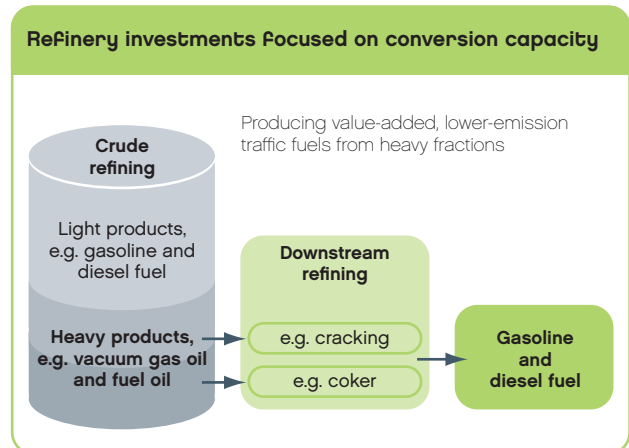 Refinery investments focused on conversion capacity
Producing value-added, lower-emission
traffic fuels from heavy fractions
Crude
refining
Light products,
e.g. gasoline and
diesel fuel
Heavy products,
e.g. vacuum gas oil
and fuel oil
Downstream
refining
e.g. cracking
e.g. coker
Gasoline
and
diesel fuel